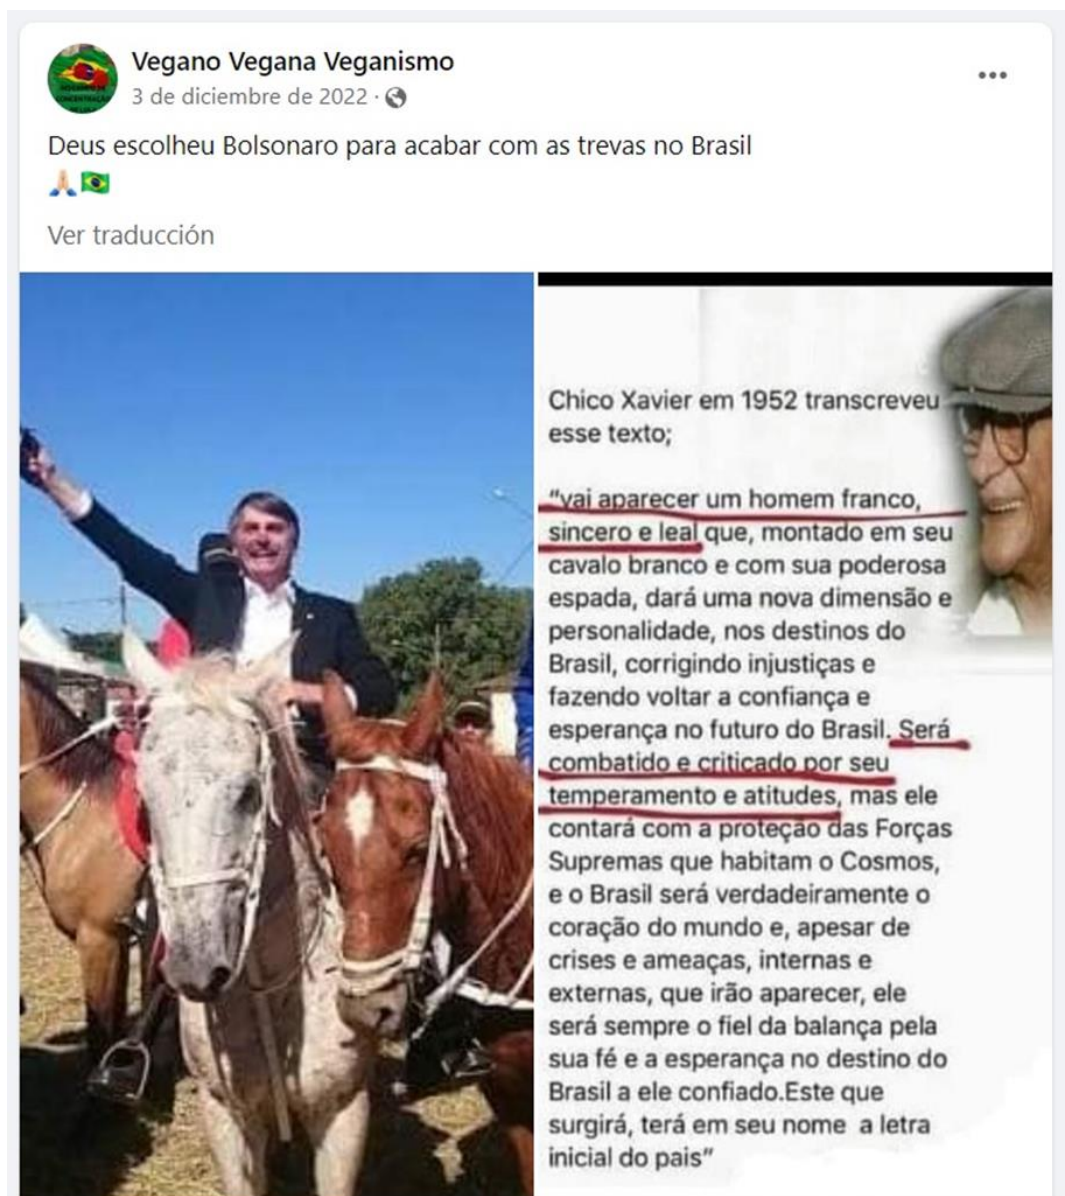 Vegano Vegana Veganismo
3 de diciembre de 2022 ·
Deus escolheu Bolsonaro para acabar com as trevas no Brasil
🙏🏻🇧🇷
Ver traducción
Chico Xavier em 1952 transcreveu
esse texto;
“vai aparecer um homem franco,
sincero e leal que, montado em seu
cavalo branco e com sua poderosa
espada, dará uma nova dimensão e
personalidade, nos destinos do
Brasil, corrigindo injustiças e
fazendo voltar a confiança e
esperança no futuro do Brasil. Será
combatido e criticado por seu
temperamento e atitudes, mas ele
contará com a proteção das Forças
Supremas que habitam o Cosmos,
e o Brasil será verdadeiramente o
coração do mundo e, apesar de
crises e ameaças, internas e
externas, que irão aparecer, ele
será sempre o fiel da balança pela
sua fé e a esperança no destino do
Brasil a ele confiado.Este que
surgirá, terá em seu nome a letra
inicial do pais”